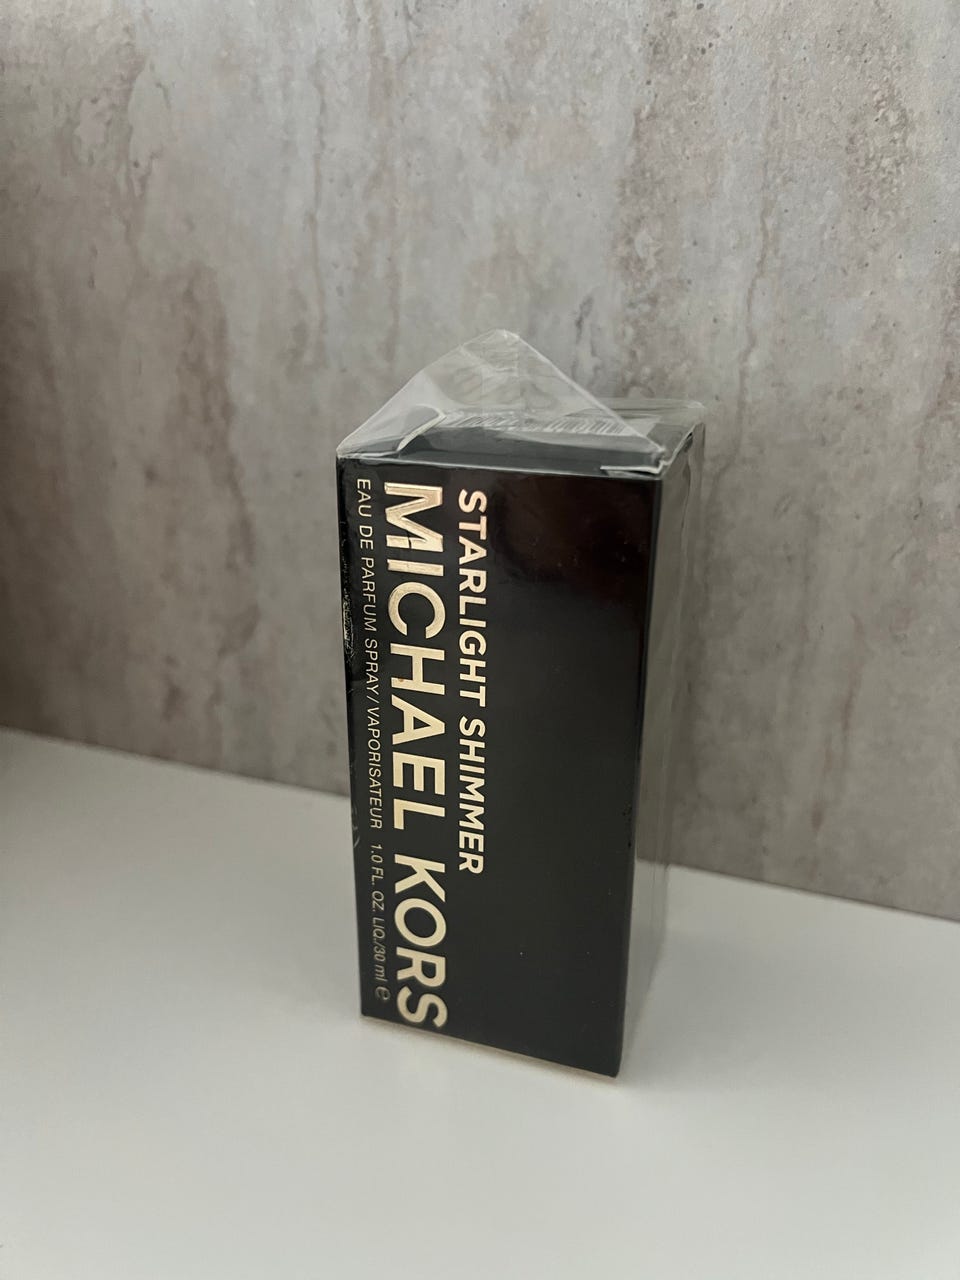 STARLIGHT SHIMMER
MICHAEL KORS
EAU DE PARFUM SPRAY/VAPORISATEUR 1.0 FL. OZ. LIQ./30 ml ℮